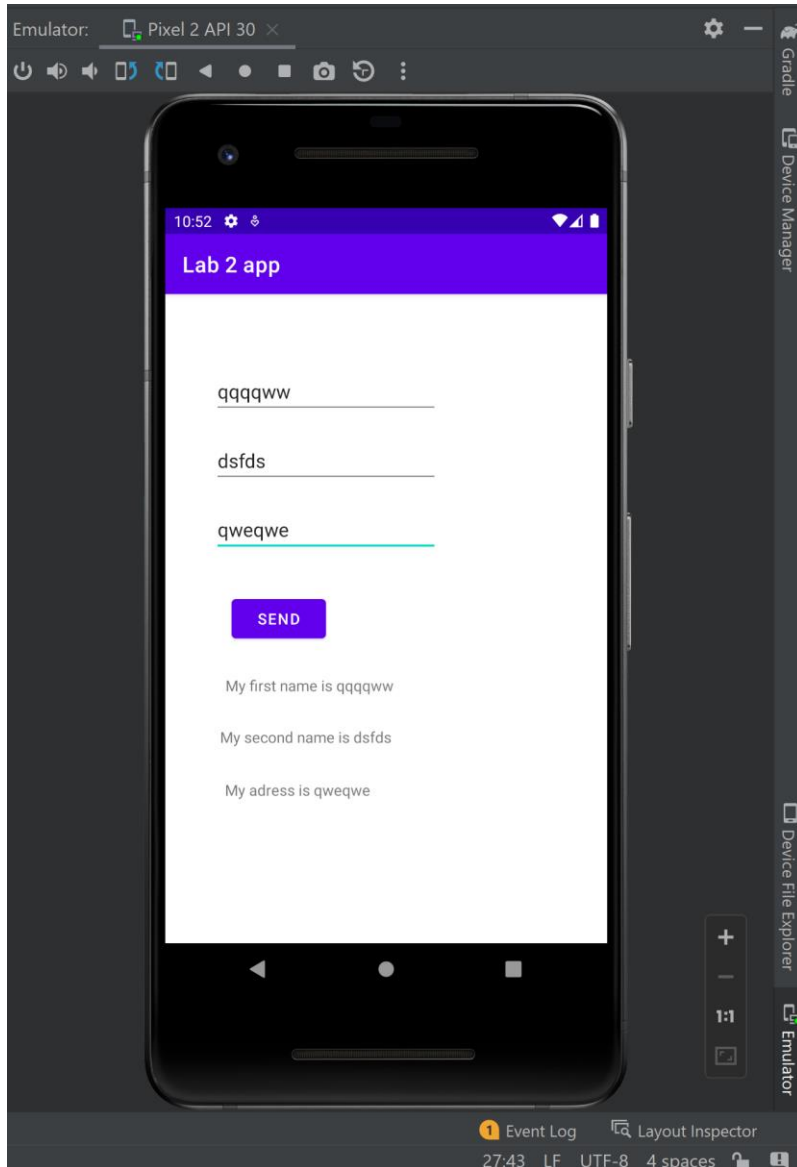 Emulator: Pixel 2 API 30
Gradle
Device Manager
10:52
Lab 2 app
qqqqww
dsfds
qweqwe
SEND
My first name is qqqqww
My second name is dsfds
My adress is qweqwe
Device File Explorer
1:1
Emulator
1 Event Log Layout Inspector
27:43 LF UTF-8 4 spaces